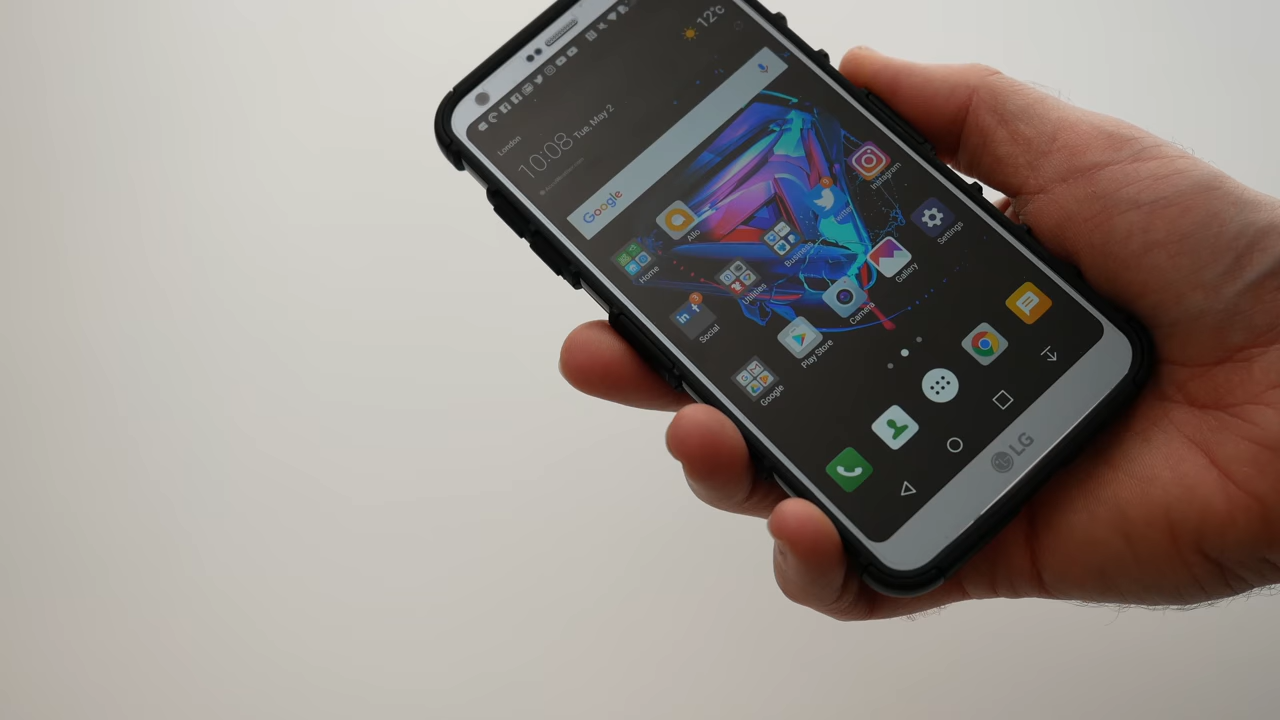 12°c
London
10:08 Tue, May 2
Google
Instagram
Allo
Settings
Home
Business
Gallery
Utilities
Camera
in f
Social
Play Store
Google
LG